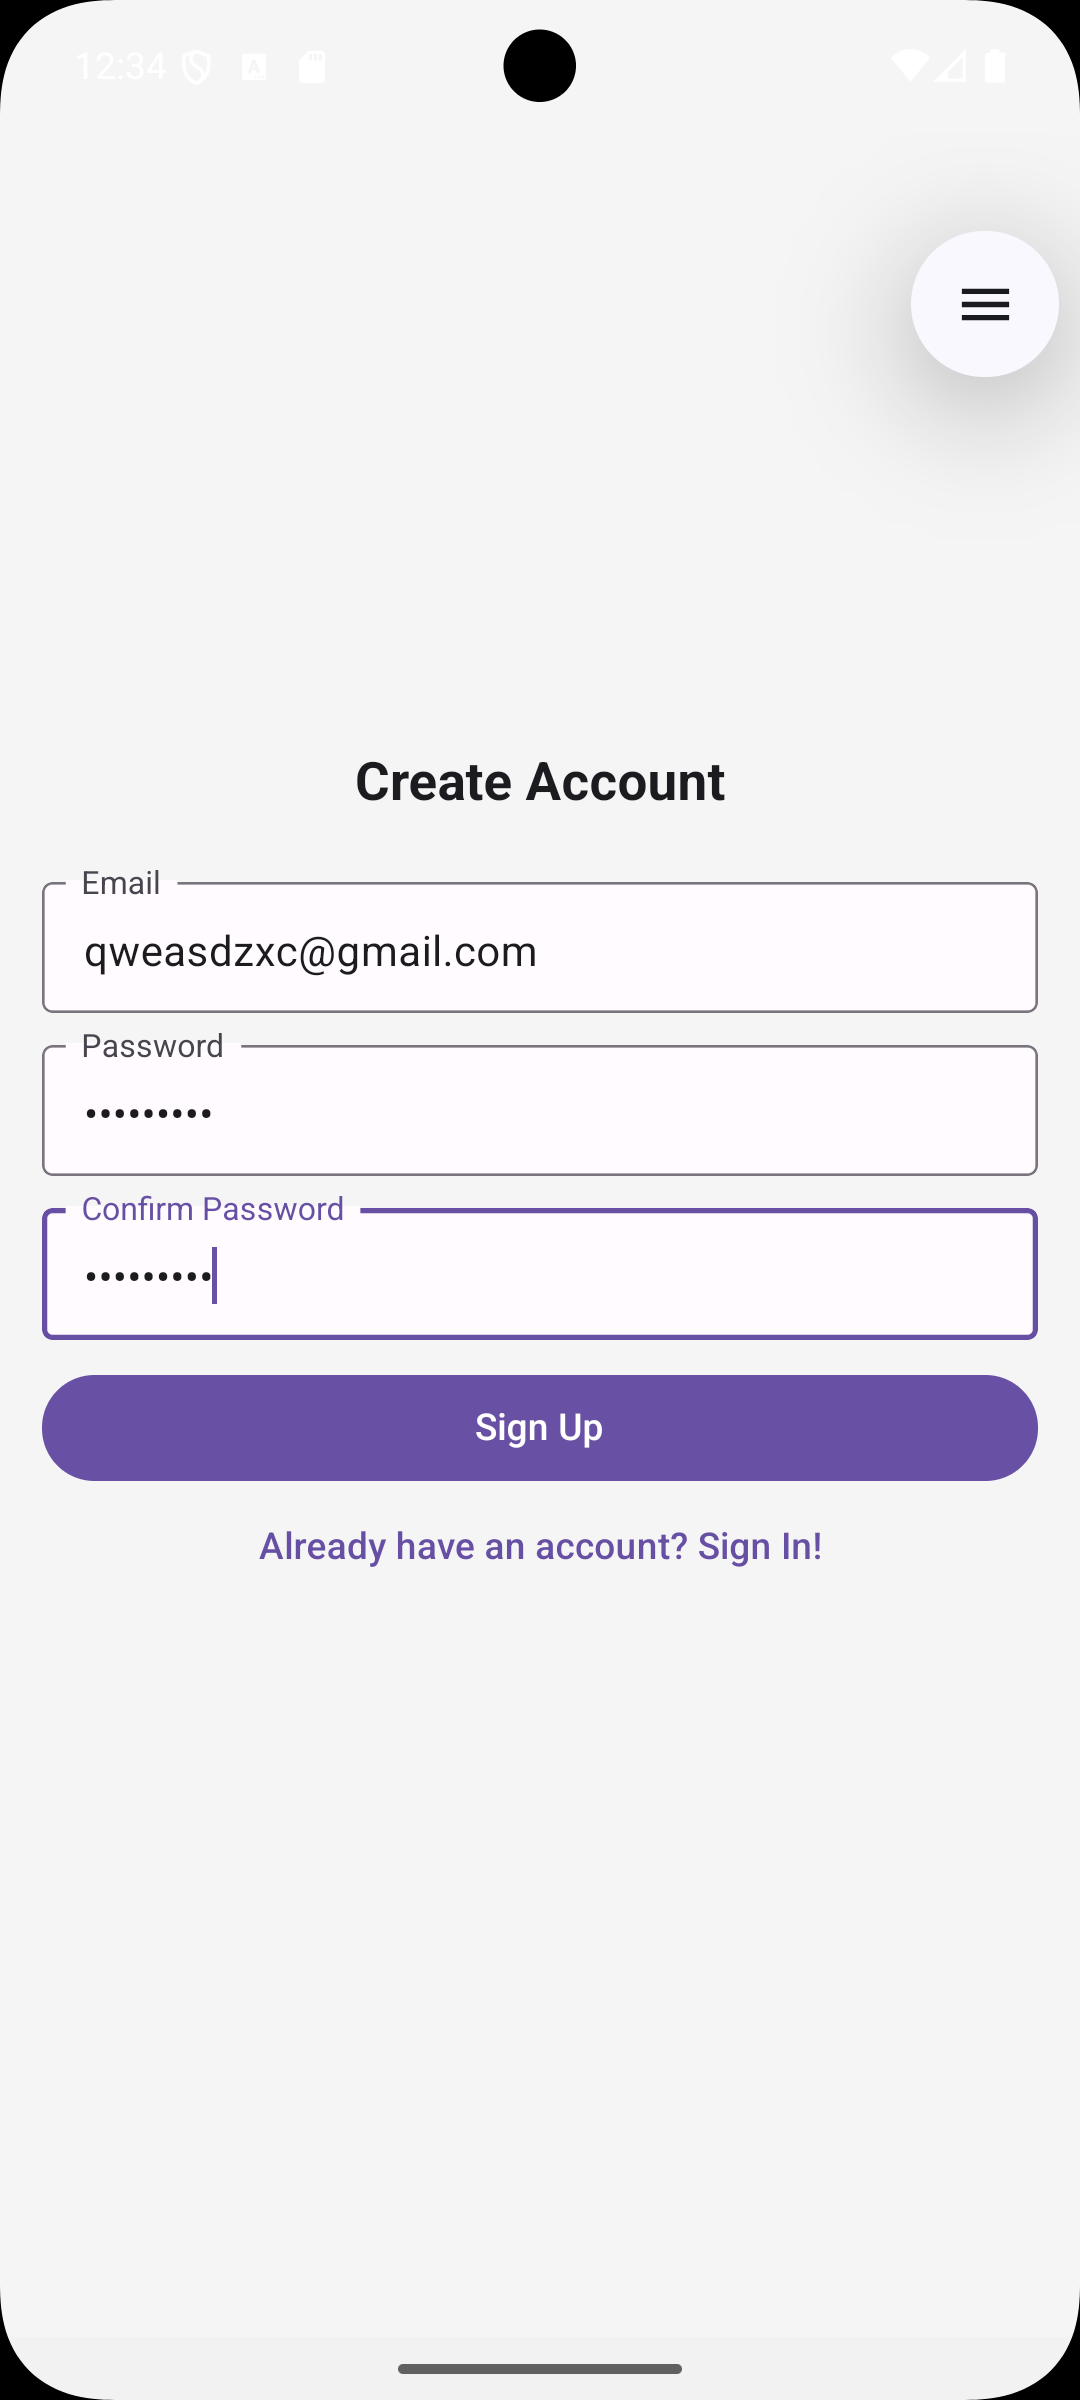 12:34
Create Account
Email
qweasdzxc@gmail.com
Password
•••••••••
Confirm Password
•••••••••
Sign Up
Already have an account? Sign In!